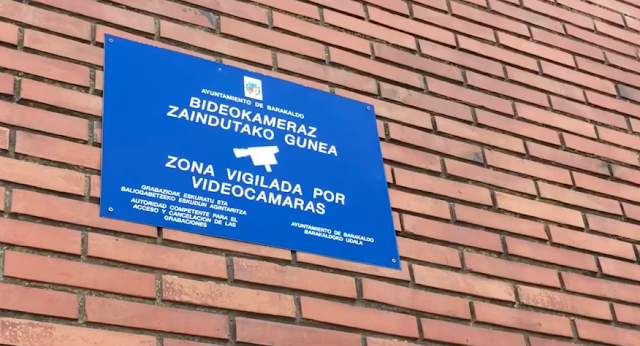 AYUNTAMIENTO DE BARAKALDO
BIDEOKAMERAZ
ZAINDUTAKO GUNEA
ZONA VIGILADA POR
VIDEOCAMARAS
GRABAZIOAK ESKURATU ETA
BALIOGABETZEKO ESKUDUN AGINTARITZA
AUTORIDAD COMPETENTE PARA EL
ACCESO Y CANCELACION DE LAS
GRABACIONES
AYUNTAMIENTO DE BARAKALDO
BARAKALDOKO UDALA